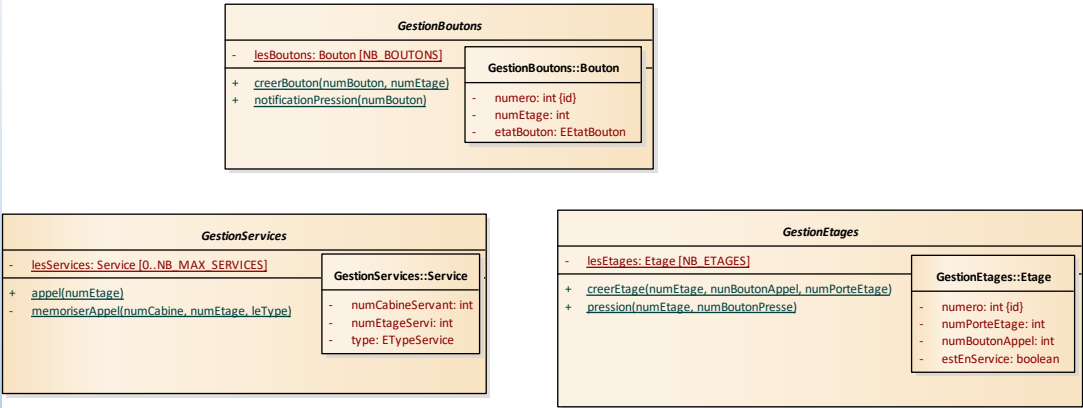 GestionBoutons
- lesBoutons: Bouton [NB_BOUTONS]
+ creerBouton(numBouton, numEtage)
+ notificationPression(numBouton)
GestionBoutons::Bouton
- numero: int {id}
- numEtage: int
- etatBouton: EEtatBouton
GestionServices
- lesServices: Service [0..NB_MAX_SERVICES]
+ appel(numEtage)
- memoriserAppel(numCabine, numEtage, leType)
GestionServices::Service
- numCabineServant: int
- numEtageServi: int
- type: ETypeService
GestionEtages
- lesEtages: Etage [NB_ETAGES]
+ creerEtage(numEtage, nunBoutonAppel, numPorteEtage)
+ pression(numEtage, numBoutonPresse)
GestionEtages::Etage
- numero: int {id}
- numPorteEtage: int
- numBoutonAppel: int
- estEnService: boolean